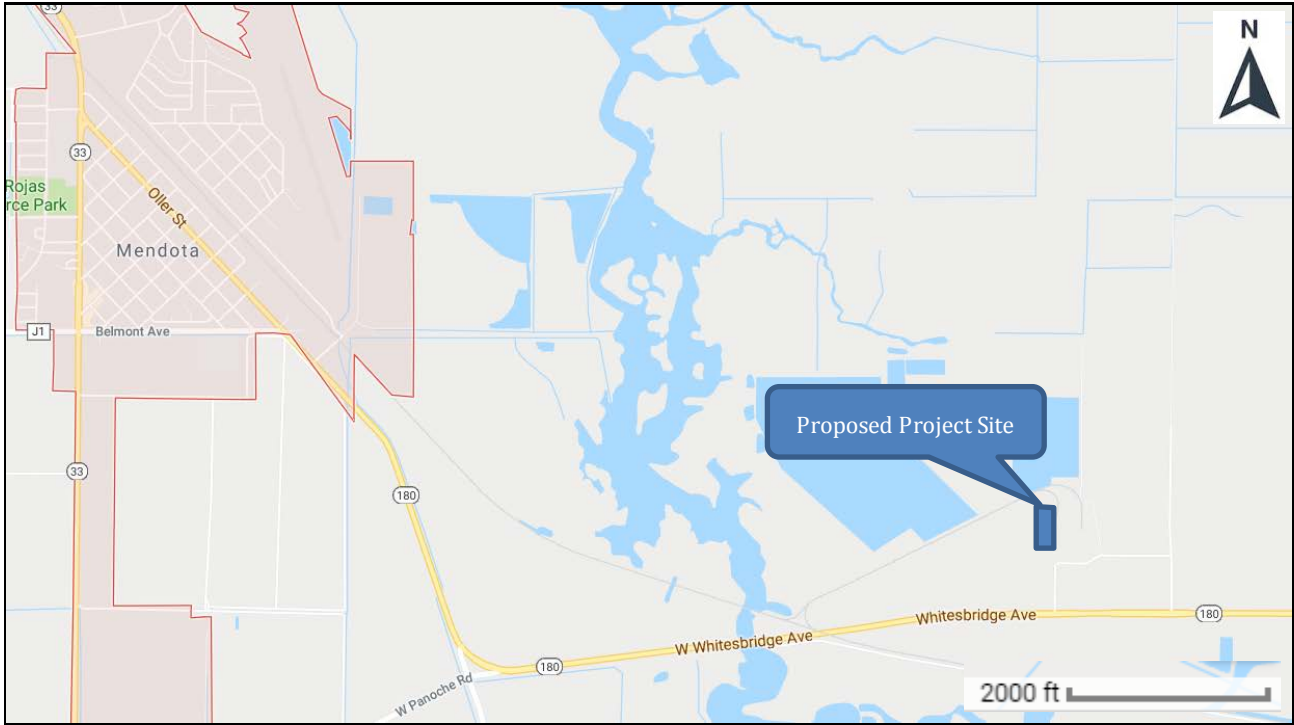 33
N
33
Rojas
rce Park
Oller St
Mendota
J1
Belmont Ave
Proposed Project Site
33
180
Whitesbridge Ave
180
W Whitesbridge Ave
180
W Panoche Rd
2000 ft